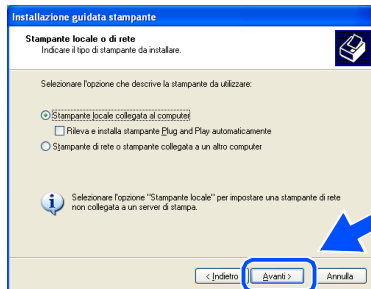 Installazione guidata stampante
Stampante locale o di rete
Indicare il tipo di stampante da installare.
Selezionare l'opzione che descrive la stampante da utilizzare:
Stampante locale collegata al computer
Rileva e installa stampante Plug and Play automaticamente
Stampante di rete o stampante collegata a un altro computer
Selezionare l'opzione "Stampante locale" per impostare una stampante di rete
non collegata a un server di stampa.
< Indietro Avanti > Annulla